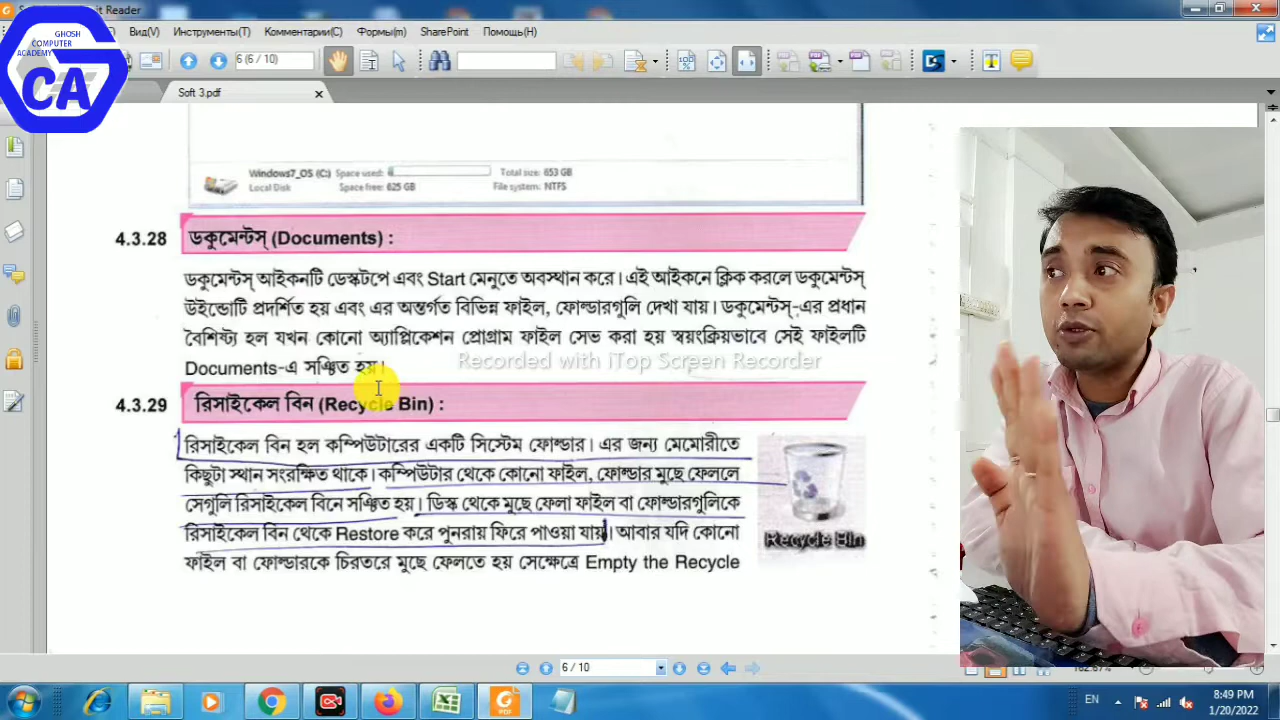 GHOSH
COMPUTER
ACADEMY
CA
it Reader
Вид(V) Инструменты(T) Комментарии(C) Формы(m) SharePoint Помощь(H)
6 (6 / 10)
Soft 3.pdf
Windows7_OS (C:) Space used: Total size: 653 GB
Local Disk Space free: 625 GB File system: NTFS
4.3.28 ডকুমেন্টস্ (Documents) :
ডকুমেন্টস্ আইকনটি ডেস্কটপে এবং Start মেনুতে অবস্থান করে। এই আইকনে ক্লিক করলে ডকুমেন্টস্
উইন্ডোটি প্রদর্শিত হয় এবং এর অন্তর্গত বিভিন্ন ফাইল, ফোল্ডারগুলি দেখা যায়। ডকুমেন্টস্-এর প্রধান
বৈশিষ্ট্য হল যখন কোনো অ্যাপ্লিকেশন প্রোগ্রাম ফাইল সেভ করা হয় স্বয়ংক্রিয়ভাবে সেই ফাইলটি
Documents-এ সঞ্চিত হয়।
Recorded with iTop Screen Recorder
4.3.29 রিসাইকেল বিন (Recycle Bin) :
রিসাইকেল বিন হল কম্পিউটারের একটি সিস্টেম ফোল্ডার। এর জন্য মেমোরীতে
কিছুটা স্থান সংরক্ষিত থাকে। কম্পিউটার থেকে কোনো ফাইল, ফোল্ডার মুছে ফেললে
সেগুলি রিসাইকেল বিনে সঞ্চিত হয়। ডিস্ক থেকে মুছে ফেলা ফাইল বা ফোল্ডারগুলিকে
রিসাইকেল বিন থেকে Restore করে পুনরায় ফিরে পাওয়া যায়। আবার যদি কোনো
ফাইল বা ফোল্ডারকে চিরতরে মুছে ফেলতে হয় সেক্ষেত্রে Empty the Recycle
Recycle Bin
6 / 10
EN
8:49 PM
1/20/2022